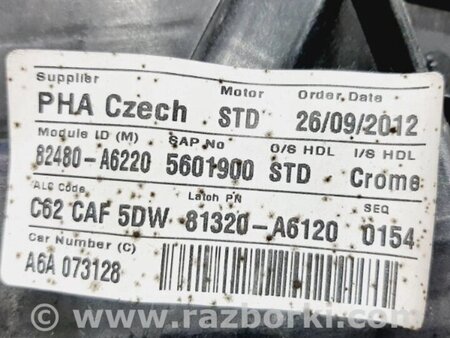 Supplier Motor Order Date
PHA Czech STD 26/09/2012
Module ID (M) SAP No O/S HDL I/S HDL
82480-A6220 5601900 STD Crome
ALC Code Latch PN SEQ
C62 CAF 5DW 81320-A6120 0154
Car Number (C)
A6A 073128
www.razborki.com